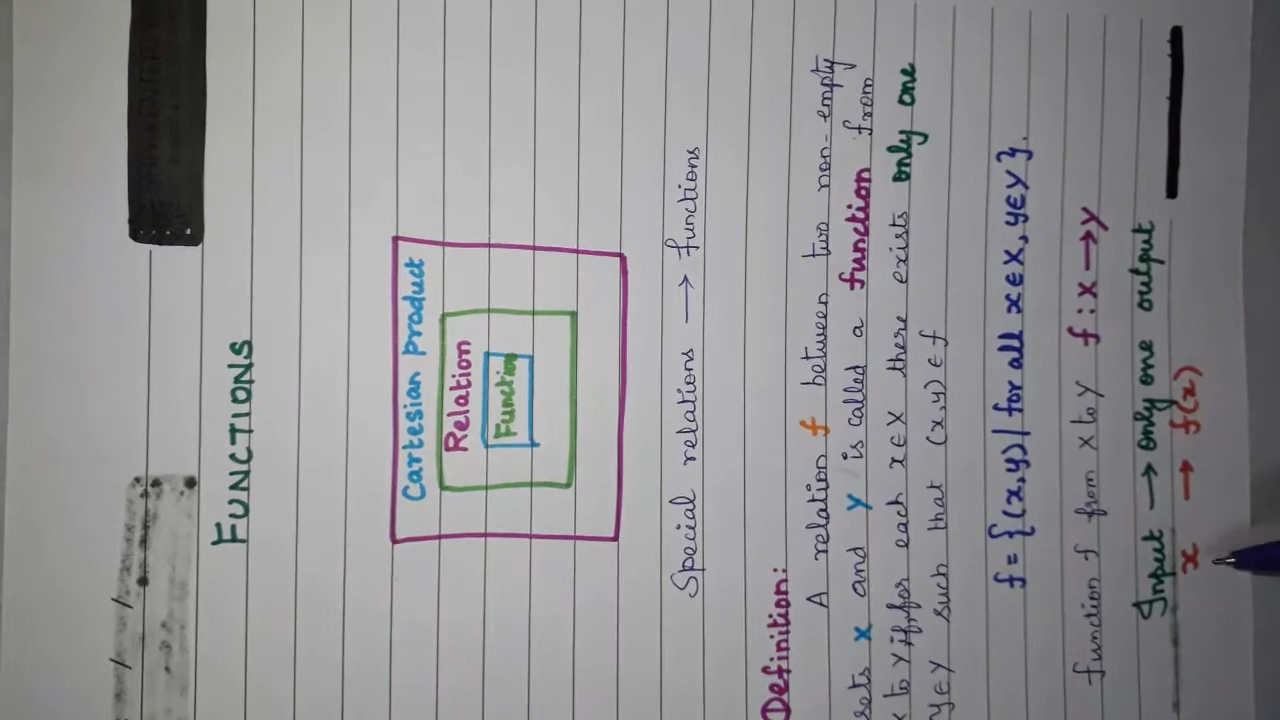 FUNCTIONS
Cartesian product
Relation
Function
Special relations → functions
Definition:
A relation f between two non-empty
sets X and Y is called a function from
X to Y if, for each x∈X there exists only one
y∈Y such that (x,y)∈f
f={(x,y)| for all x∈X, y∈Y}.
function f from X to Y f:X→Y
Input → only one output
x → f(x)